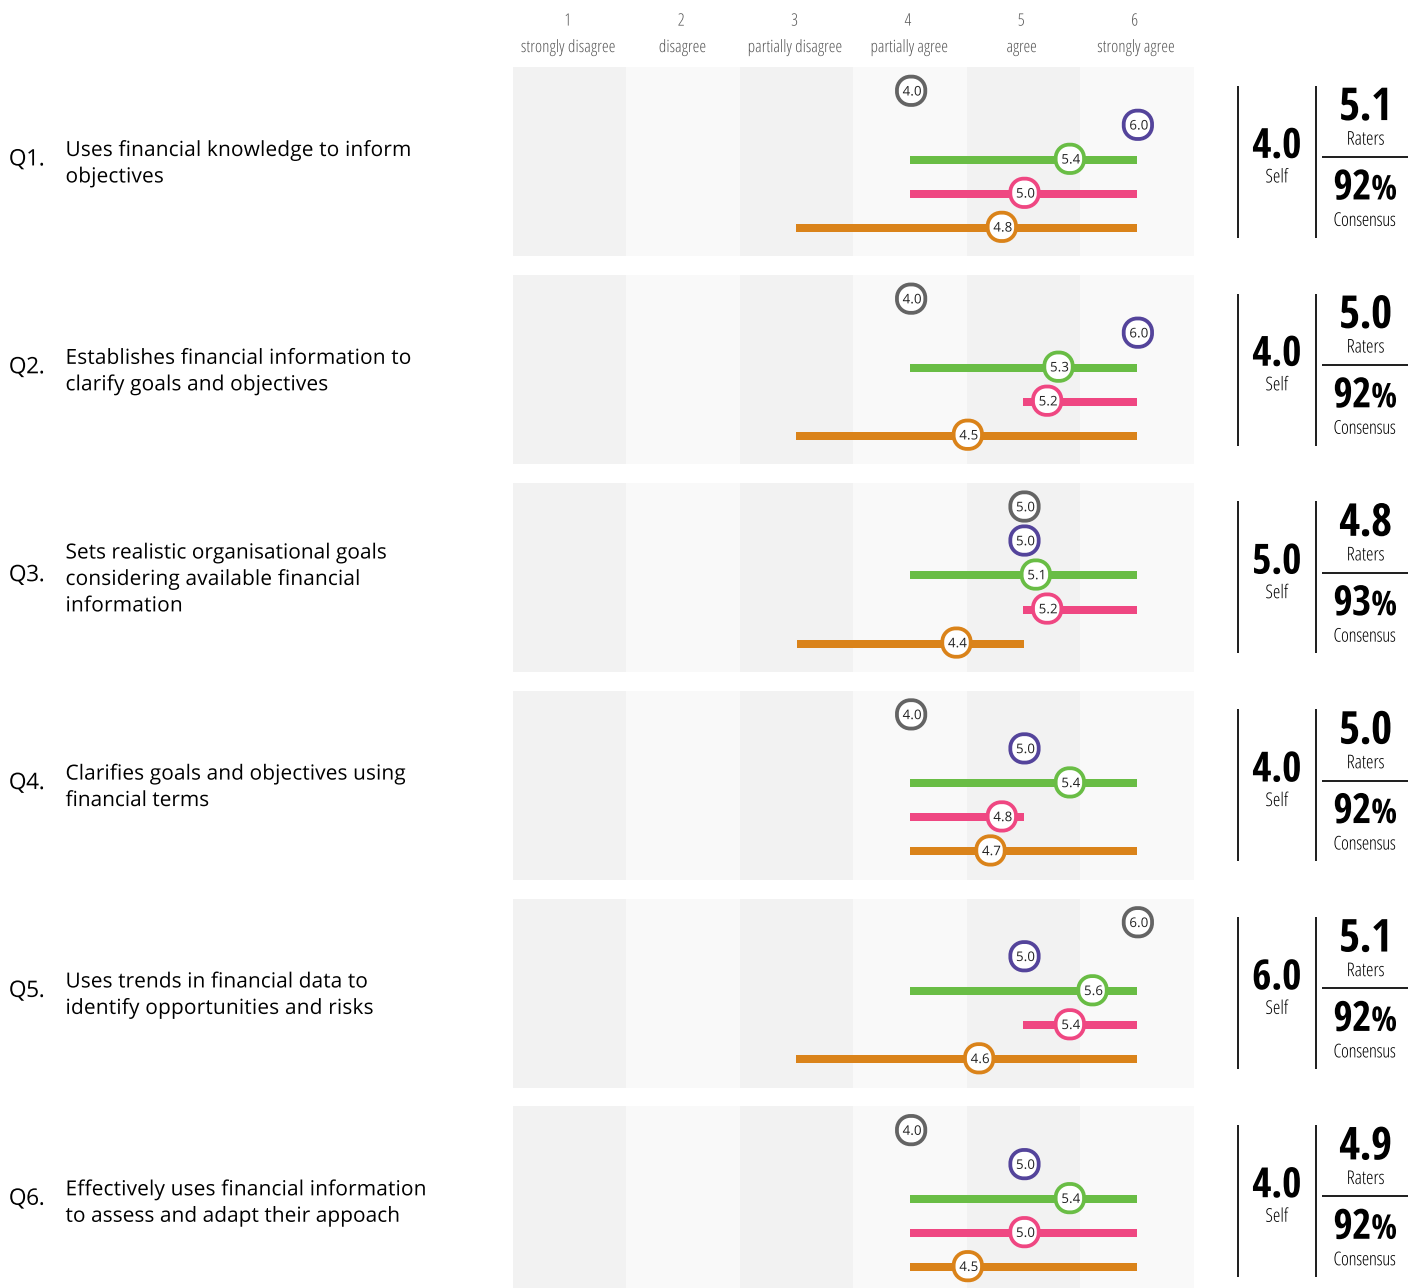 1 2 3 4 5 6
strongly disagree disagree partially disagree partially agree agree strongly agree
Q1. Uses financial knowledge to inform
objectives
4.0
6.0
5.4
5.0
4.8
4.0
Self
5.1
Raters
92%
Consensus
Q2. Establishes financial information to
clarify goals and objectives
4.0
6.0
5.3
5.2
4.5
4.0
Self
5.0
Raters
92%
Consensus
Q3. Sets realistic organisational goals
considering available financial
information
5.0
5.0
5.1
5.2
4.4
5.0
Self
4.8
Raters
93%
Consensus
Q4. Clarifies goals and objectives using
financial terms
4.0
5.0
5.4
4.8
4.7
4.0
Self
5.0
Raters
92%
Consensus
Q5. Uses trends in financial data to
identify opportunities and risks
6.0
5.0
5.6
5.4
4.6
6.0
Self
5.1
Raters
92%
Consensus
Q6. Effectively uses financial information
to assess and adapt their appoach
4.0
5.0
5.4
5.0
4.5
4.0
Self
4.9
Raters
92%
Consensus